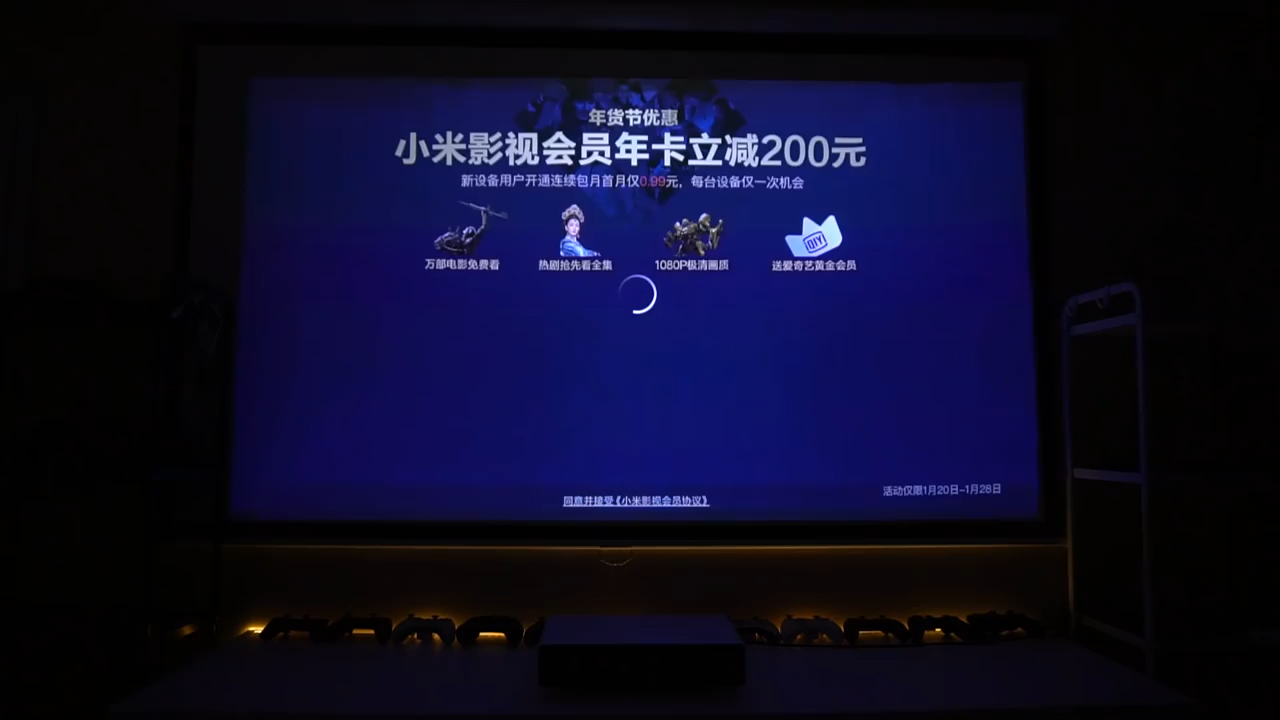 年货节优惠
小米影视会员年卡立减200元
新设备用户开通连续包月首月仅0.99元，每台设备仅一次机会
QIYI
万部电影免费看
热剧抢先看全集
1080P极清画质
送爱奇艺黄金会员
活动仅限1月20日-1月28日
同意并接受《小米影视会员协议》